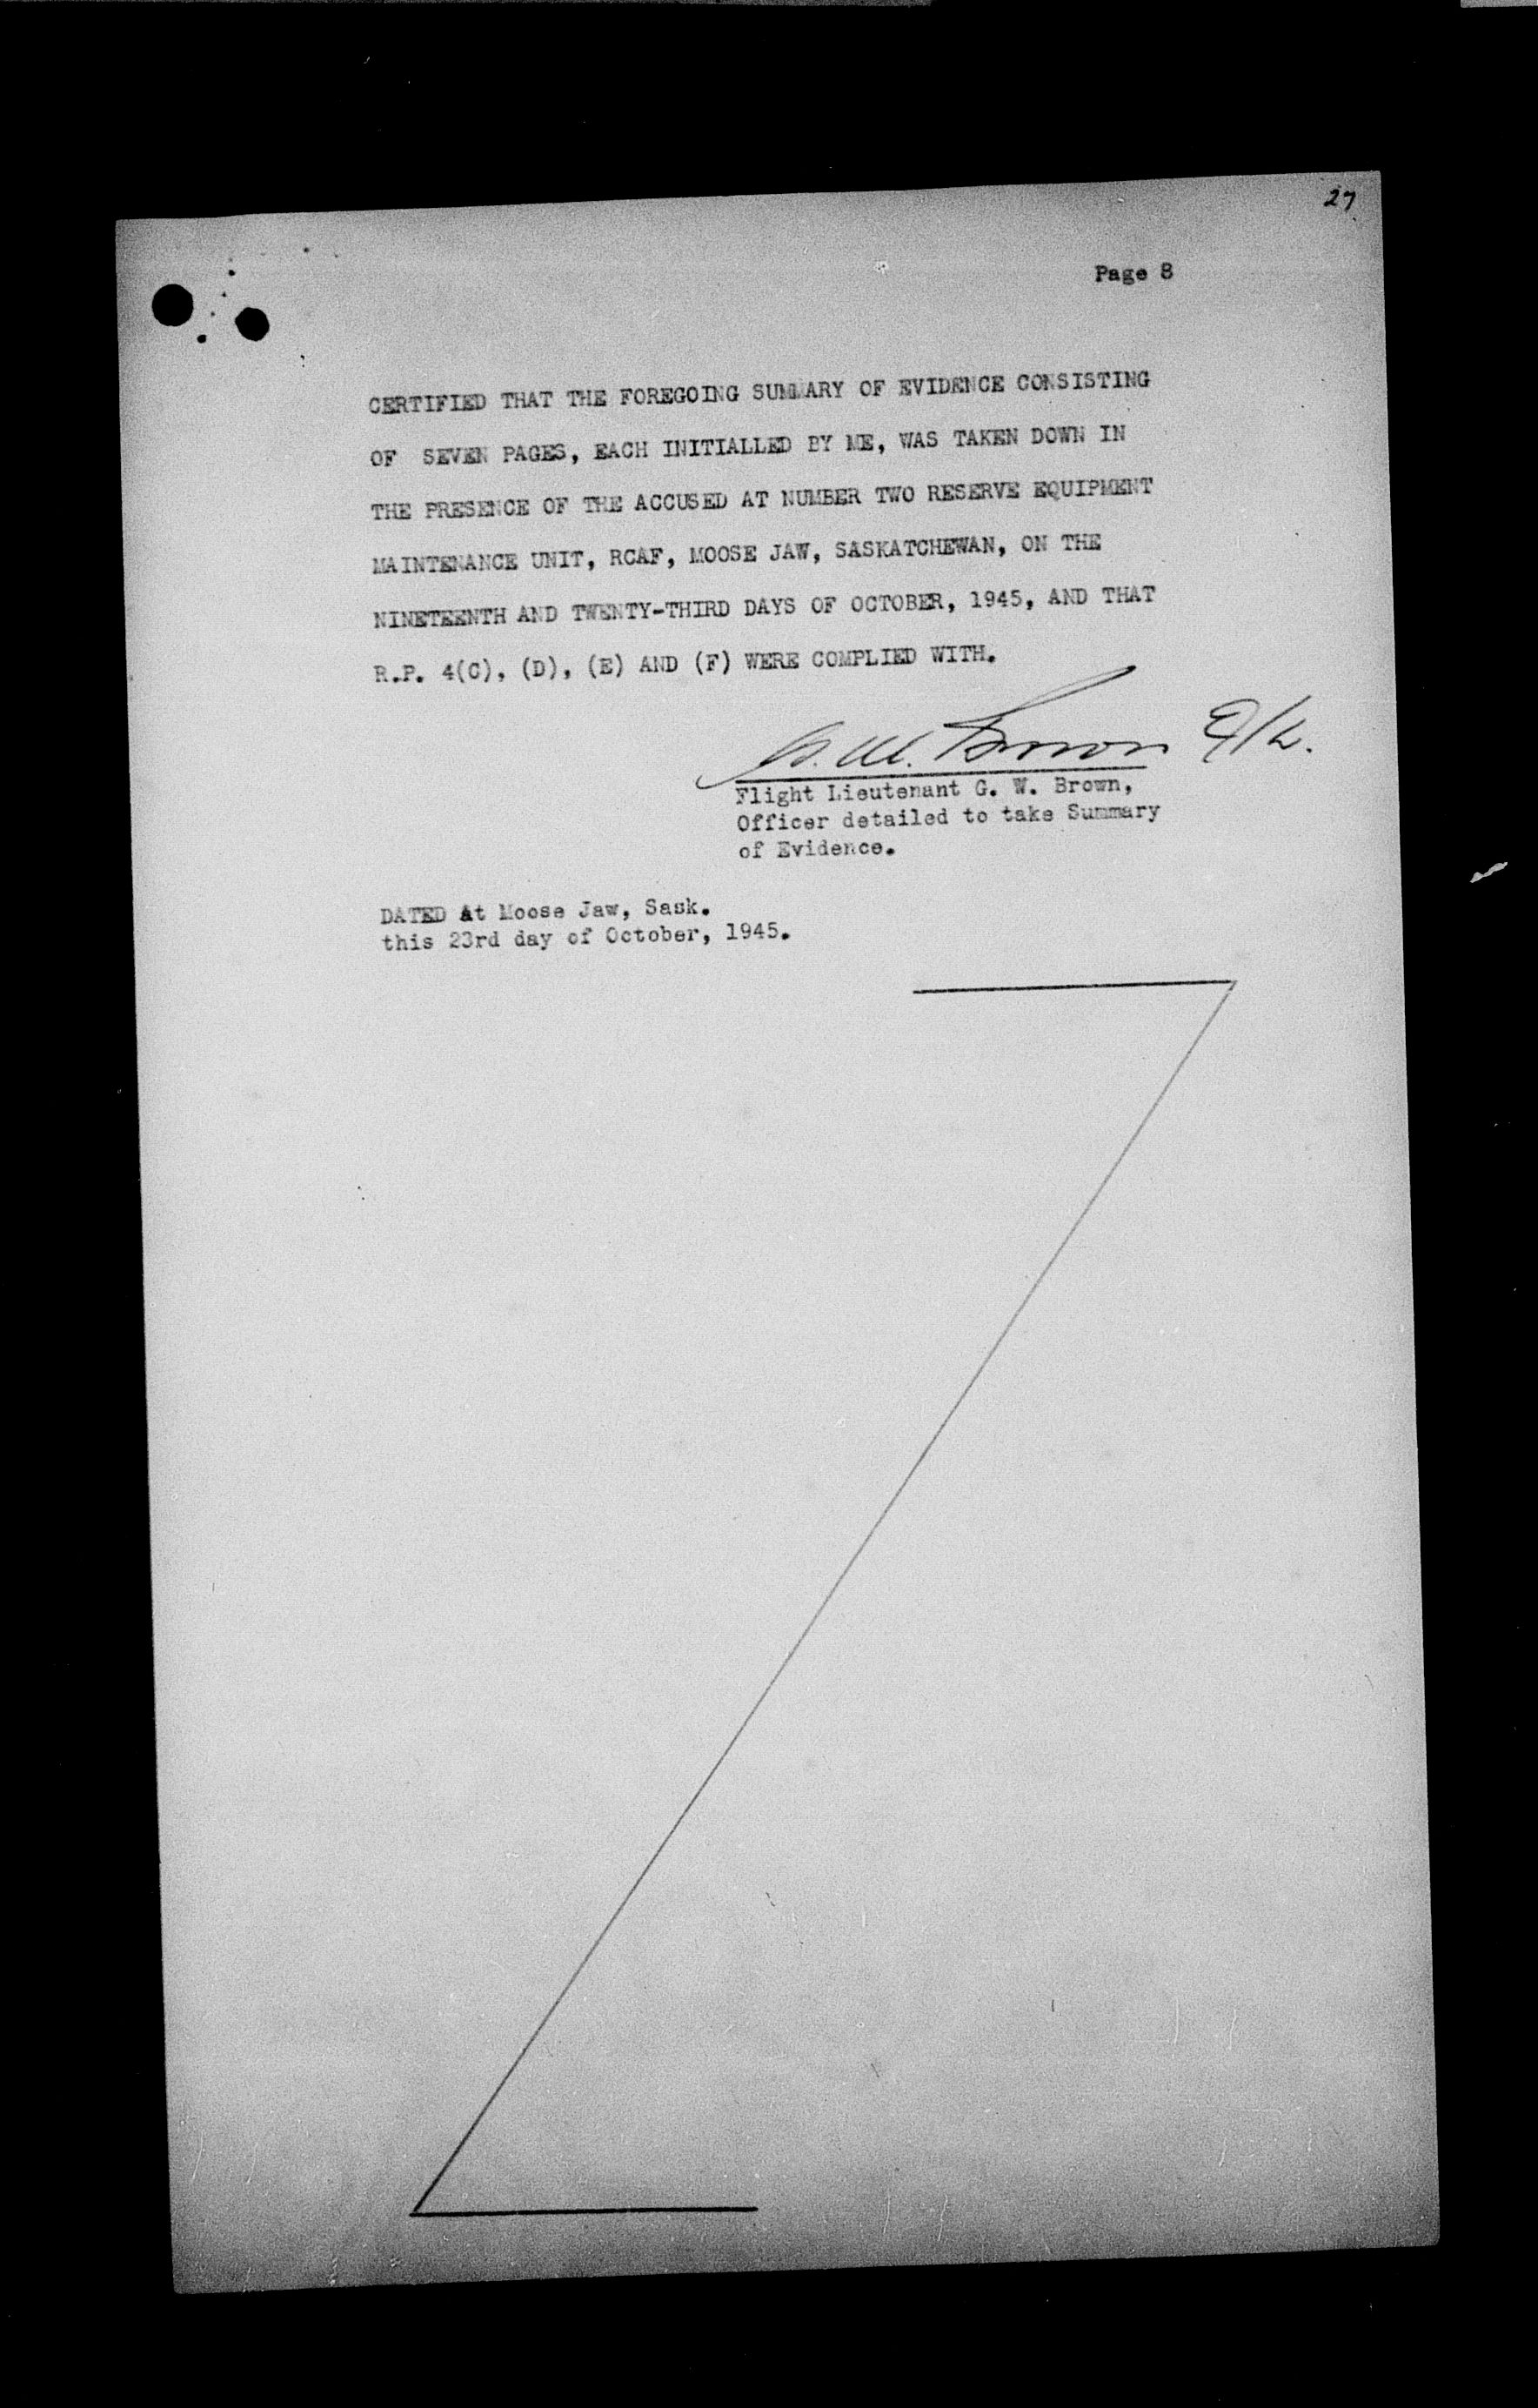 27
Page 8
CERTIFIED THAT THE FOREGOING SUMMARY OF EVIDENCE CONSISTING
OF SEVEN PAGES, EACH INITIALLED BY ME, WAS TAKEN DOWN IN
THE PRESENCE OF THE ACCUSED AT NUMBER TWO RESERVE EQUIPMENT
MAINTENANCE UNIT, RCAF, MOOSE JAW, SASKATCHEWAN, ON THE
NINETEENTH AND TWENTY-THIRD DAYS OF OCTOBER, 1945, AND THAT
R.P. 4(C), (D), (E) AND (F) WERE COMPLIED WITH.
G. W. Brown F/L.
Flight Lieutenant G. W. Brown,
Officer detailed to take Summary
of Evidence.
DATED At Moose Jaw, Sask.
this 23rd day of October, 1945.